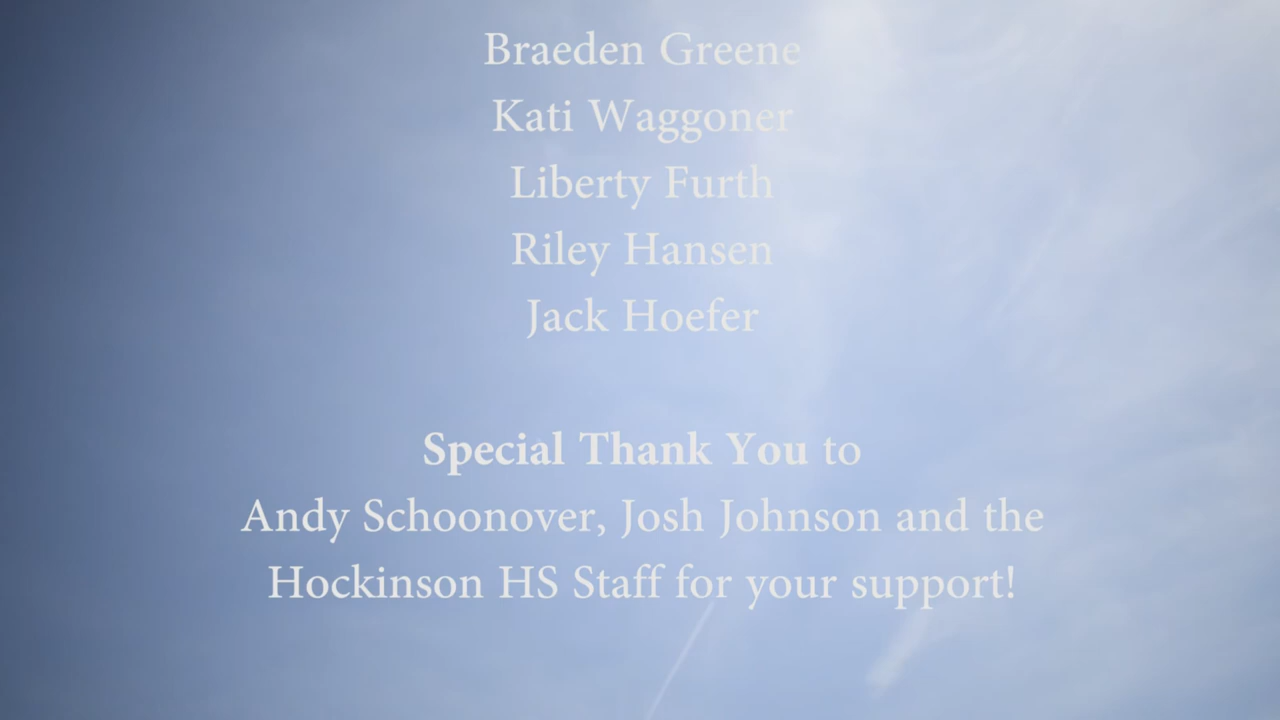 Braeden Greene
Kati Waggoner
Liberty Furth
Riley Hansen
Jack Hoefer
Special Thank You to
Andy Schoonover, Josh Johnson and the
Hockinson HS Staff for your support!